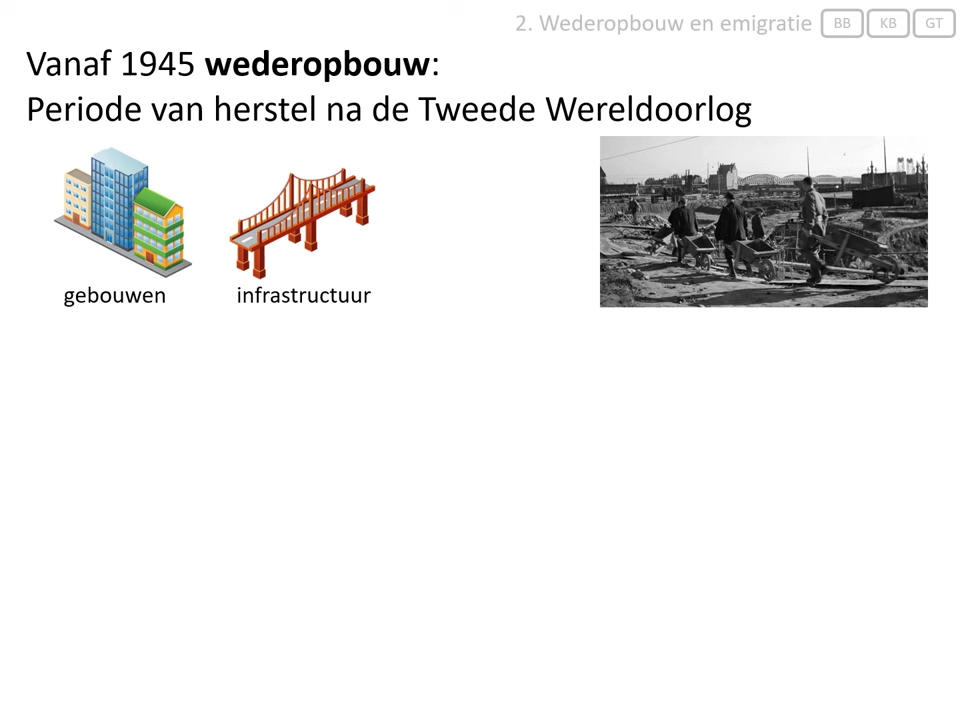 2. Wederopbouw en emigratie BB KB GT
Vanaf 1945 wederopbouw:
Periode van herstel na de Tweede Wereldoorlog
gebouwen infrastructuur